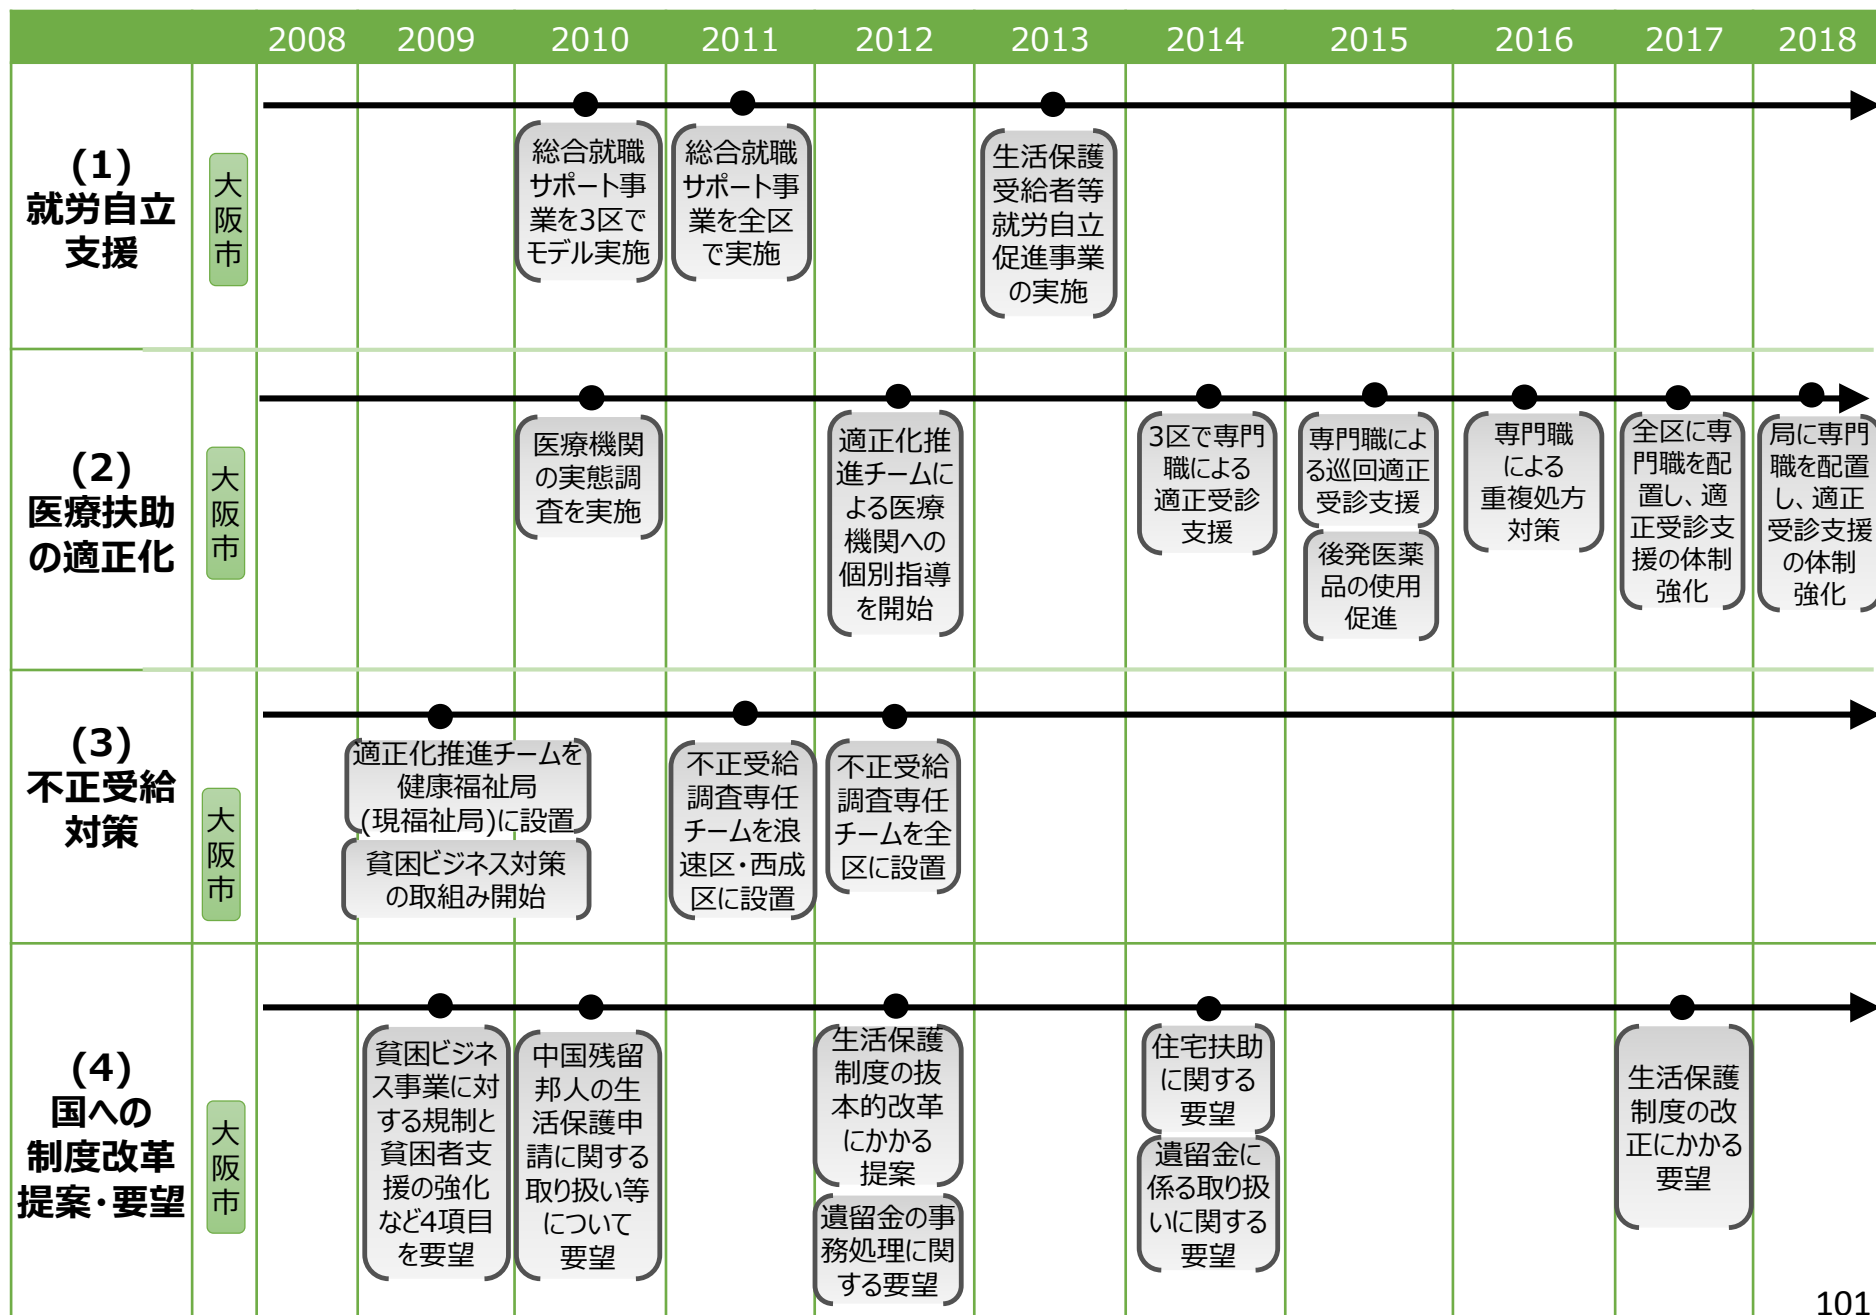 2008 2009 2010 2011 2012 2013 2014 2015 2016 2017 2018
(1)
就労自立
支援
大
阪
市
総合就職
サポート事
業を3区で
モデル実施
総合就職
サポート事
業を全区
で実施
生活保護
受給者等
就労自立
促進事業
の実施
(2)
医療扶助
の適正化
大
阪
市
医療機関
の実態調
査を実施
適正化推
進チームに
よる医療
機関への
個別指導
を開始
3区で専門
職による
適正受診
支援
専門職によ
る巡回適正
受診支援
後発医薬
品の使用
促進
専門職
による
重複処方
対策
全区に専
門職を配
置し、適
正受診支
援の体制
強化
局に専門
職を配置
し、適正
受診支援
の体制
強化
(3)
不正受給
対策
大
阪
市
適正化推進チームを
健康福祉局
(現福祉局)に設置
貧困ビジネス対策
の取組み開始
不正受給
調査専任
チームを浪
速区・西成
区に設置
不正受給
調査専任
チームを全
区に設置
(4)
国への
制度改革
提案・要望
大
阪
市
貧困ビジネ
ス事業に対
する規制と
貧困者支
援の強化
など4項目
を要望
中国残留
邦人の生
活保護申
請に関する
取り扱い等
について
要望
生活保護
制度の抜
本的改革
にかかる
提案
遺留金の事
務処理に関
する要望
住宅扶助
に関する
要望
遺留金に
係る取り扱
いに関する
要望
生活保護
制度の改
正にかかる
要望
101